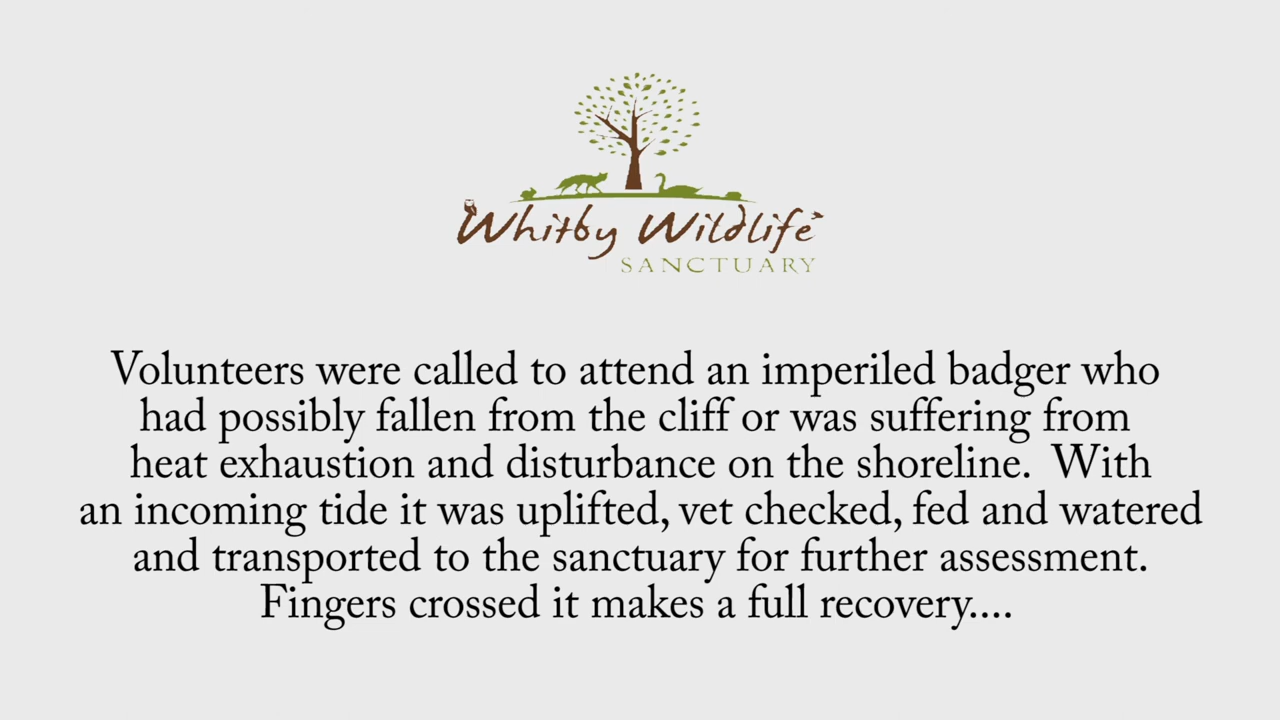 Whitby Wildlife
SANCTUARY
Volunteers were called to attend an imperiled badger who
had possibly fallen from the cliff or was suffering from
heat exhaustion and disturbance on the shoreline.  With
an incoming tide it was uplifted, vet checked, fed and watered
and transported to the sanctuary for further assessment.
Fingers crossed it makes a full recovery....